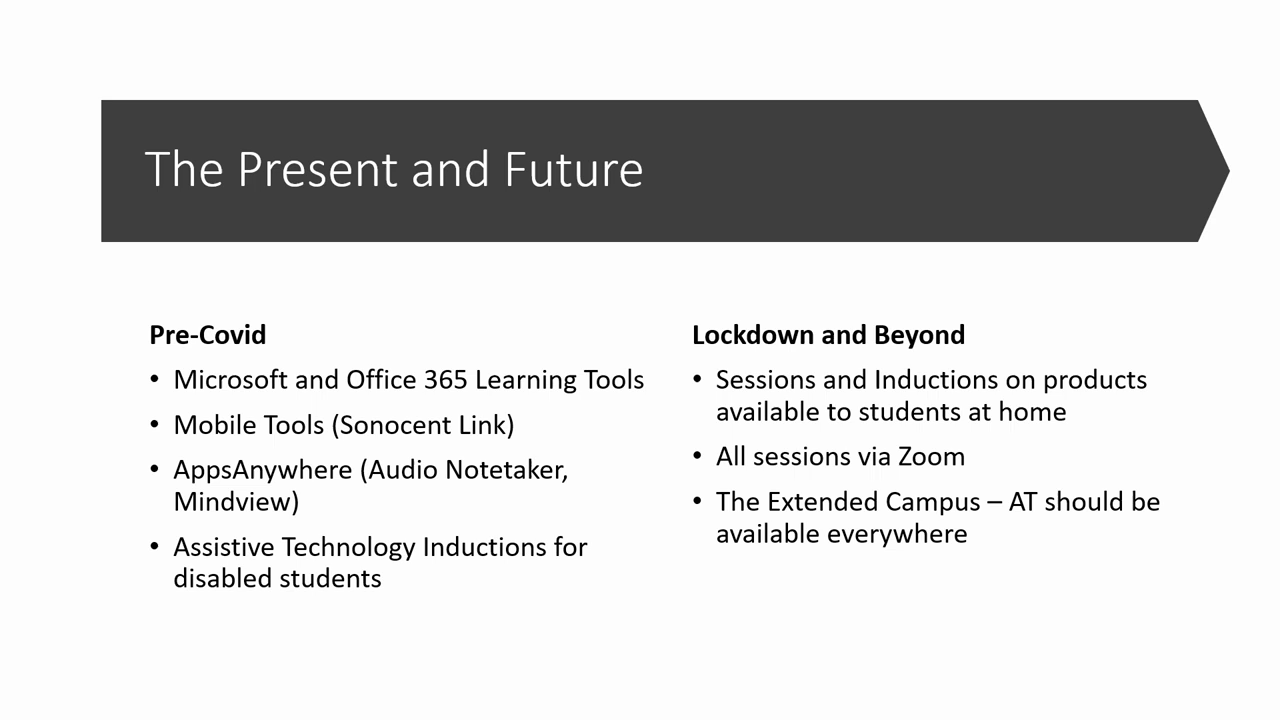 The Present and Future
Pre-Covid
• Microsoft and Office 365 Learning Tools
• Mobile Tools (Sonocent Link)
• AppsAnywhere (Audio Notetaker,
Mindview)
• Assistive Technology Inductions for
disabled students
Lockdown and Beyond
• Sessions and Inductions on products
available to students at home
• All sessions via Zoom
• The Extended Campus – AT should be
available everywhere